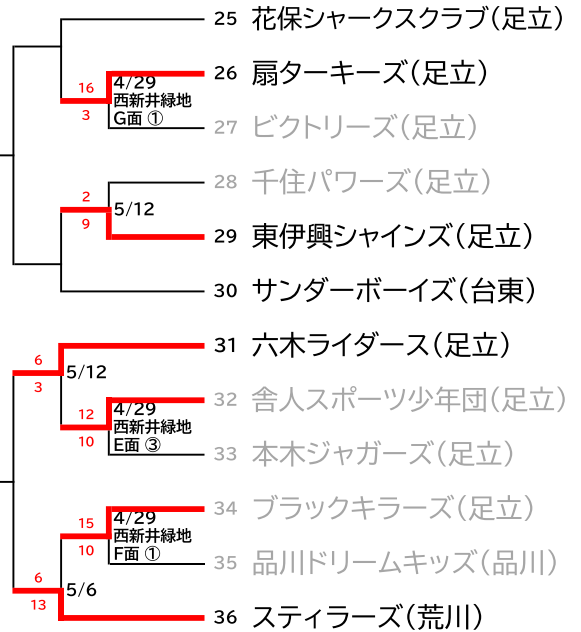 25 花保シャークスクラブ(足立)
26 扇ターキーズ(足立)
16
3
4/29
西新井緑地
G面 ①
27 ビクトリーズ(足立)
28 千住パワーズ(足立)
2
9
5/12
29 東伊興シャインズ(足立)
30 サンダーボーイズ(台東)
31 六木ライダース(足立)
6
3
5/12
32 舎人スポーツ少年団(足立)
12
10
4/29
西新井緑地
E面 ③
33 本木ジャガーズ(足立)
34 ブラックキラーズ(足立)
15
10
4/29
西新井緑地
F面 ①
35 品川ドリームキッズ(品川)
6
13
5/6
36 スティラーズ(荒川)